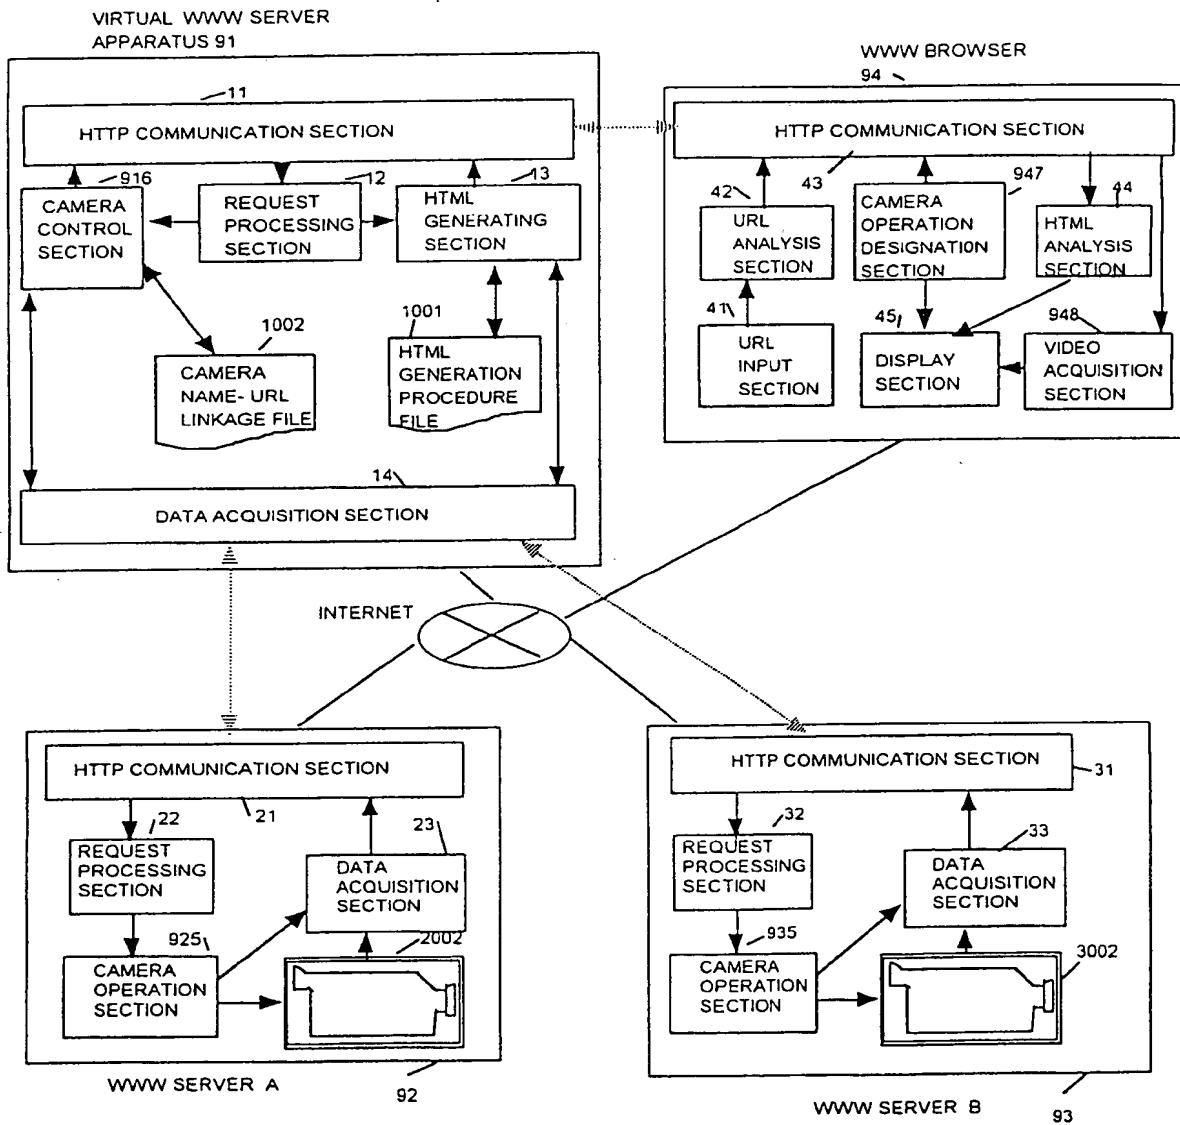 VIRTUAL WWW SERVER
APPARATUS 91
11
HTTP COMMUNICATION SECTION
916
CAMERA
CONTROL
SECTION
12
REQUEST
PROCESSING
SECTION
13
HTML
GENERATING
SECTION
1002
CAMERA
NAME- URL
LINKAGE FILE
1001
HTML
GENERATION
PROCEDURE
FILE
14
DATA ACQUISITION SECTION
WWW BROWSER
94
HTTP COMMUNICATION SECTION
43
42
URL
ANALYSIS
SECTION
947
CAMERA
OPERATION
DESIGNATION
SECTION
44
HTML
ANALYSIS
SECTION
41
URL
INPUT
SECTION
45
DISPLAY
SECTION
948
VIDEO
ACQUISITION
SECTION
INTERNET
HTTP COMMUNICATION SECTION
21
22
REQUEST
PROCESSING
SECTION
23
DATA
ACQUISITION
SECTION
925
CAMERA
OPERATION
SECTION
2002
WWW SERVER A
92
HTTP COMMUNICATION SECTION
31
32
REQUEST
PROCESSING
SECTION
33
DATA
ACQUISITION
SECTION
935
CAMERA
OPERATION
SECTION
3002
WWW SERVER B
93